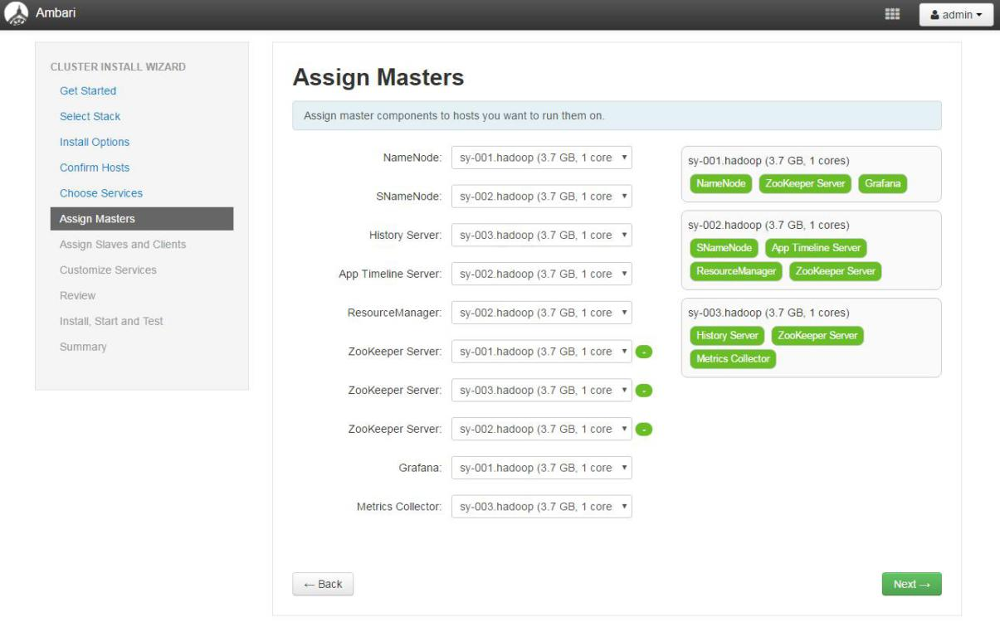 Ambari
admin
CLUSTER INSTALL WIZARD
Get Started
Select Stack
Install Options
Confirm Hosts
Choose Services
Assign Masters
Assign Slaves and Clients
Customize Services
Review
Install, Start and Test
Summary
Assign Masters
Assign master components to hosts you want to run them on.
NameNode: sy-001.hadoop (3.7 GB, 1 core
SNameNode: sy-002.hadoop (3.7 GB, 1 core
History Server: sy-003.hadoop (3.7 GB, 1 core
App Timeline Server: sy-002.hadoop (3.7 GB, 1 core
ResourceManager: sy-002.hadoop (3.7 GB, 1 core
ZooKeeper Server: sy-001.hadoop (3.7 GB, 1 core -
ZooKeeper Server: sy-003.hadoop (3.7 GB, 1 core -
ZooKeeper Server: sy-002.hadoop (3.7 GB, 1 core -
Grafana: sy-001.hadoop (3.7 GB, 1 core
Metrics Collector: sy-003.hadoop (3.7 GB, 1 core
sy-001.hadoop (3.7 GB, 1 cores)
NameNode ZooKeeper Server Grafana
sy-002.hadoop (3.7 GB, 1 cores)
SNameNode App Timeline Server
ResourceManager ZooKeeper Server
sy-003.hadoop (3.7 GB, 1 cores)
History Server ZooKeeper Server
Metrics Collector
← Back
Next →